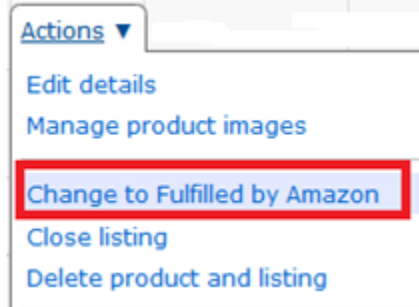 Actions ▼
Edit details
Manage product images
Change to Fulfilled by Amazon
Close listing
Delete product and listing